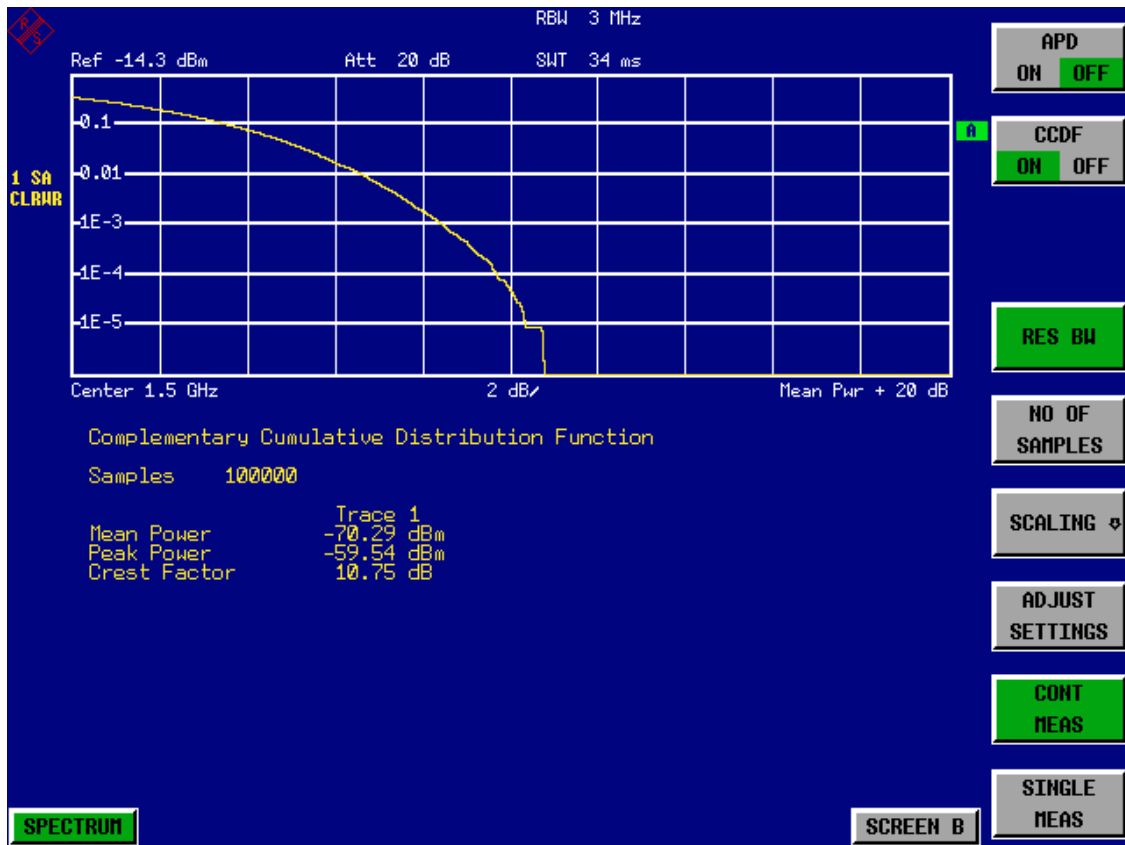 RBW 3 MHz
Ref -14.3 dBm Att 20 dB SWT 34 ms
R
S
0.1
0.01
1E-3
1E-4
1E-5
1 SA
CLRWR
A
Center 1.5 GHz 2 dB/ Mean Pwr + 20 dB
Complementary Cumulative Distribution Function
Samples 100000
Trace 1
Mean Power -70.29 dBm
Peak Power -59.54 dBm
Crest Factor 10.75 dB
APD
ON OFF
CCDF
ON OFF
RES BW
NO OF
SAMPLES
SCALING
ADJUST
SETTINGS
CONT
MEAS
SINGLE
MEAS
SPECTRUM
SCREEN B